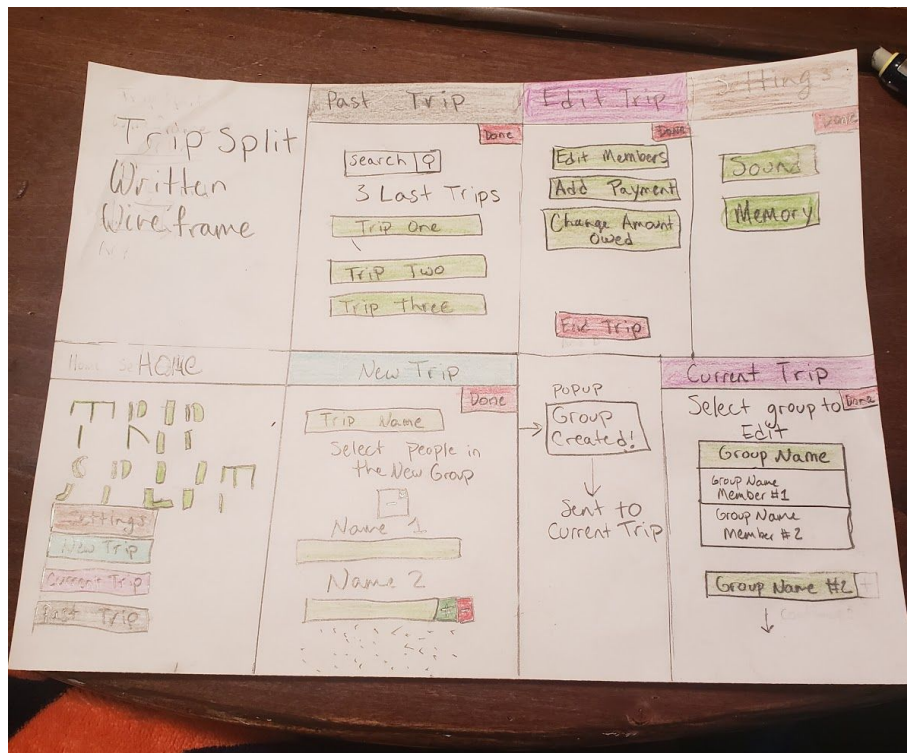 Trip Split
Written
Wireframe
Past Trip
Done
Search
3 Last Trips
Trip One
Trip Two
Trip Three
Edit Trip
Done
Edit Members
Add Payment
Change Amount
owed
End Trip
Settings
Done
Sound
Memory
HOME
TRIP
SPLIT
Settings
New Trip
Current Trip
Past Trip
New Trip
Done
Trip Name
Select people in
the New Group
Name 1
Name 2
+ -
POPUP
Group
Created!
Sent to
Current Trip
Current Trip
Done
Select group to
Edit
Group Name
Group Name
Member #1
Group Name
Member #2
Group Name #2 +